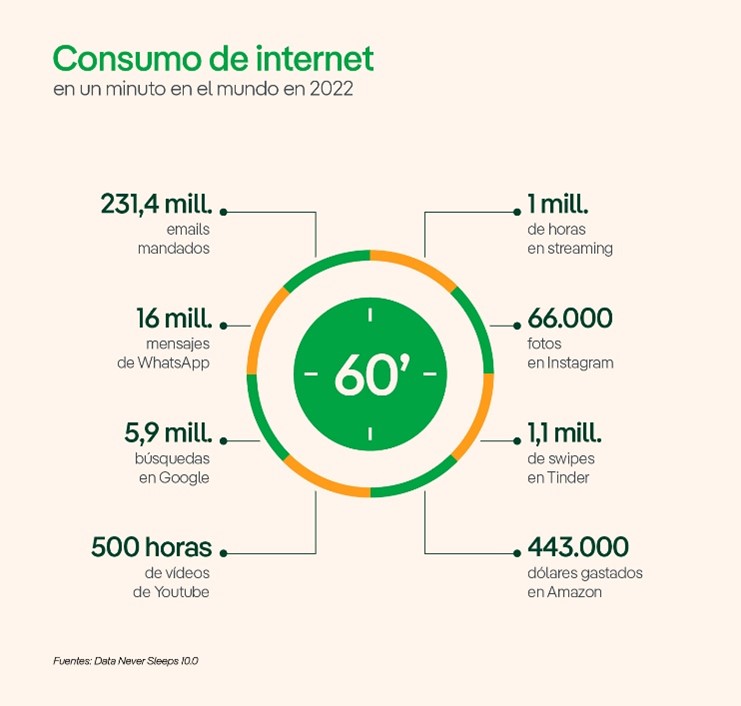 Consumo de internet
en un minuto en el mundo en 2022
231,4 mill.
emails
mandados
1 mill.
de horas
en streaming
16 mill.
mensajes
de WhatsApp
66.000
fotos
en Instagram
60’
5,9 mill.
búsquedas
en Google
1,1 mill.
de swipes
en Tinder
500 horas
de vídeos
de Youtube
443.000
dólares gastados
en Amazon
Fuentes: Data Never Sleeps 10.0